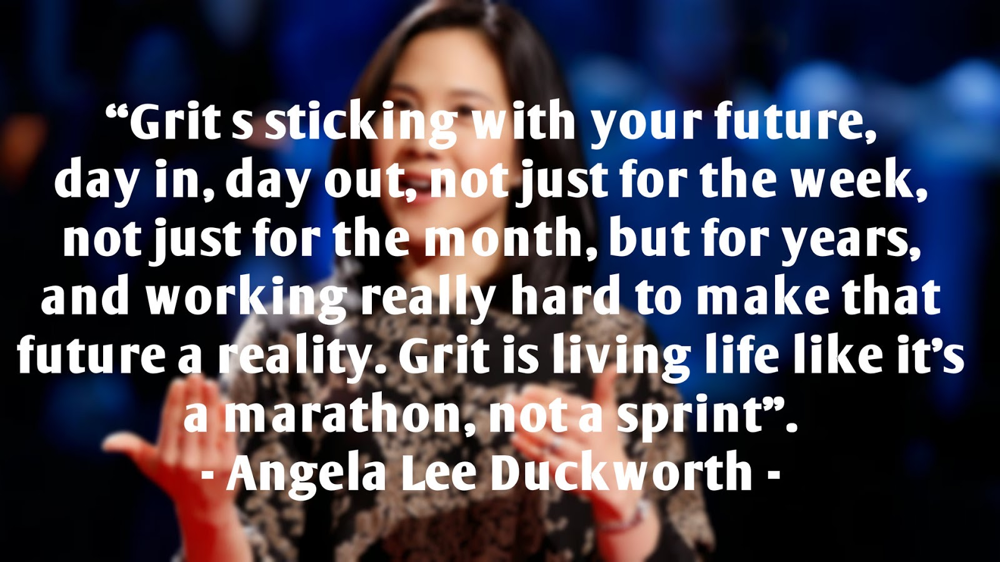 “Grit s sticking with your future,
day in, day out, not just for the week,
not just for the month, but for years,
and working really hard to make that
future a reality. Grit is living life like it’s
a marathon, not a sprint”.
- Angela Lee Duckworth -